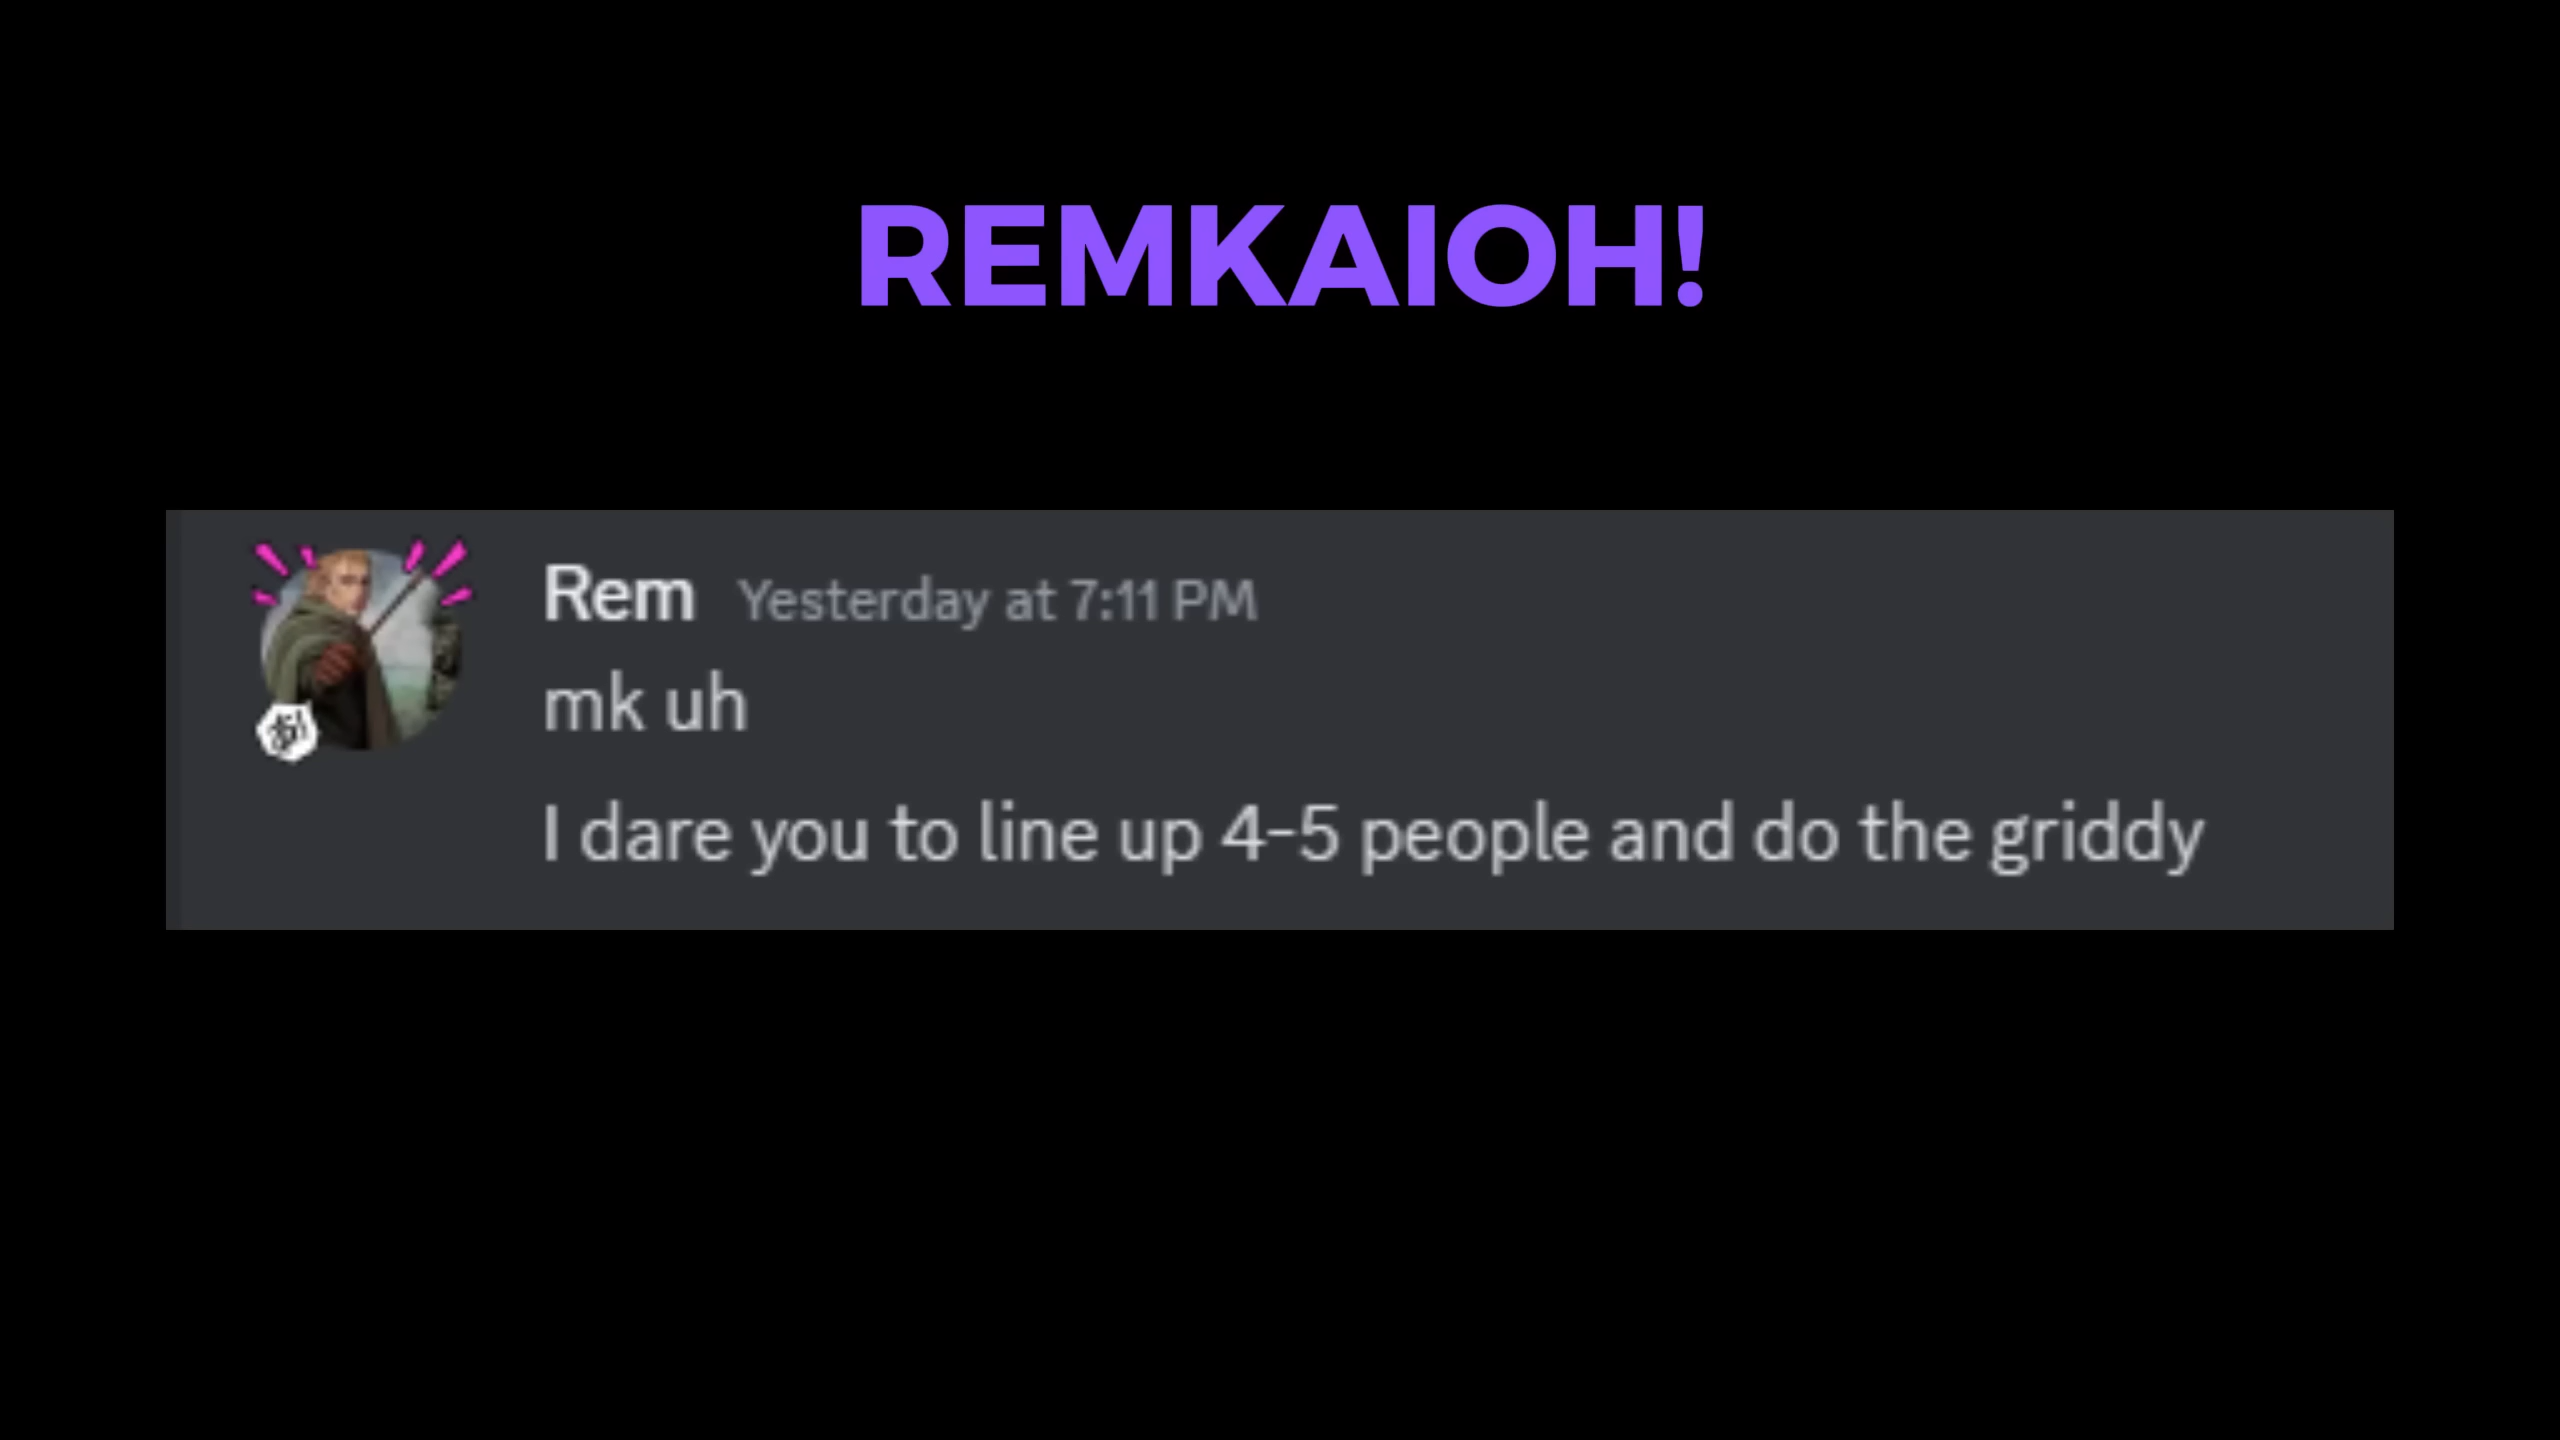 REMKAIOH!
Rem Yesterday at 7:11 PM
mk uh
I dare you to line up 4-5 people and do the griddy